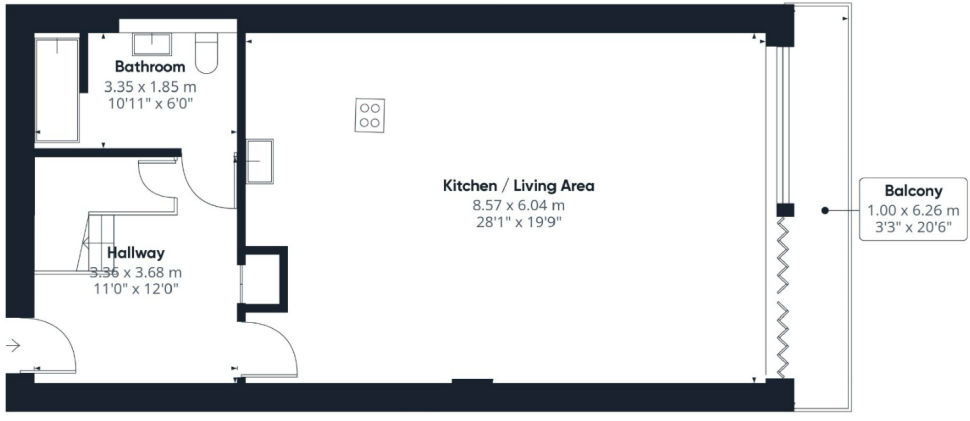 Bathroom
3.35 x 1.85 m
10'11" x 6'0"
Kitchen / Living Area
8.57 x 6.04 m
28'1" x 19'9"
Balcony
1.00 x 6.26 m
3'3" x 20'6"
Hallway
3.36 x 3.68 m
11'0" x 12'0"